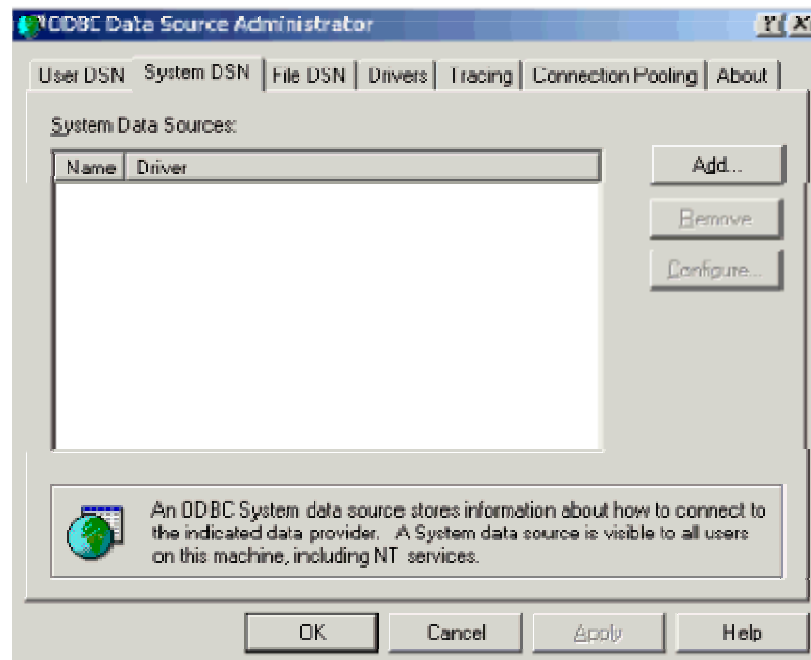 ODBC Data Source Administrator
User DSN System DSN File DSN Drivers Tracing Connection Pooling About
System Data Sources:
Name Driver
Add...
Remove
Configure...
An ODBC System data source stores information about how to connect to
the indicated data provider. A System data source is visible to all users
on this machine, including NT services.
OK Cancel Apply Help